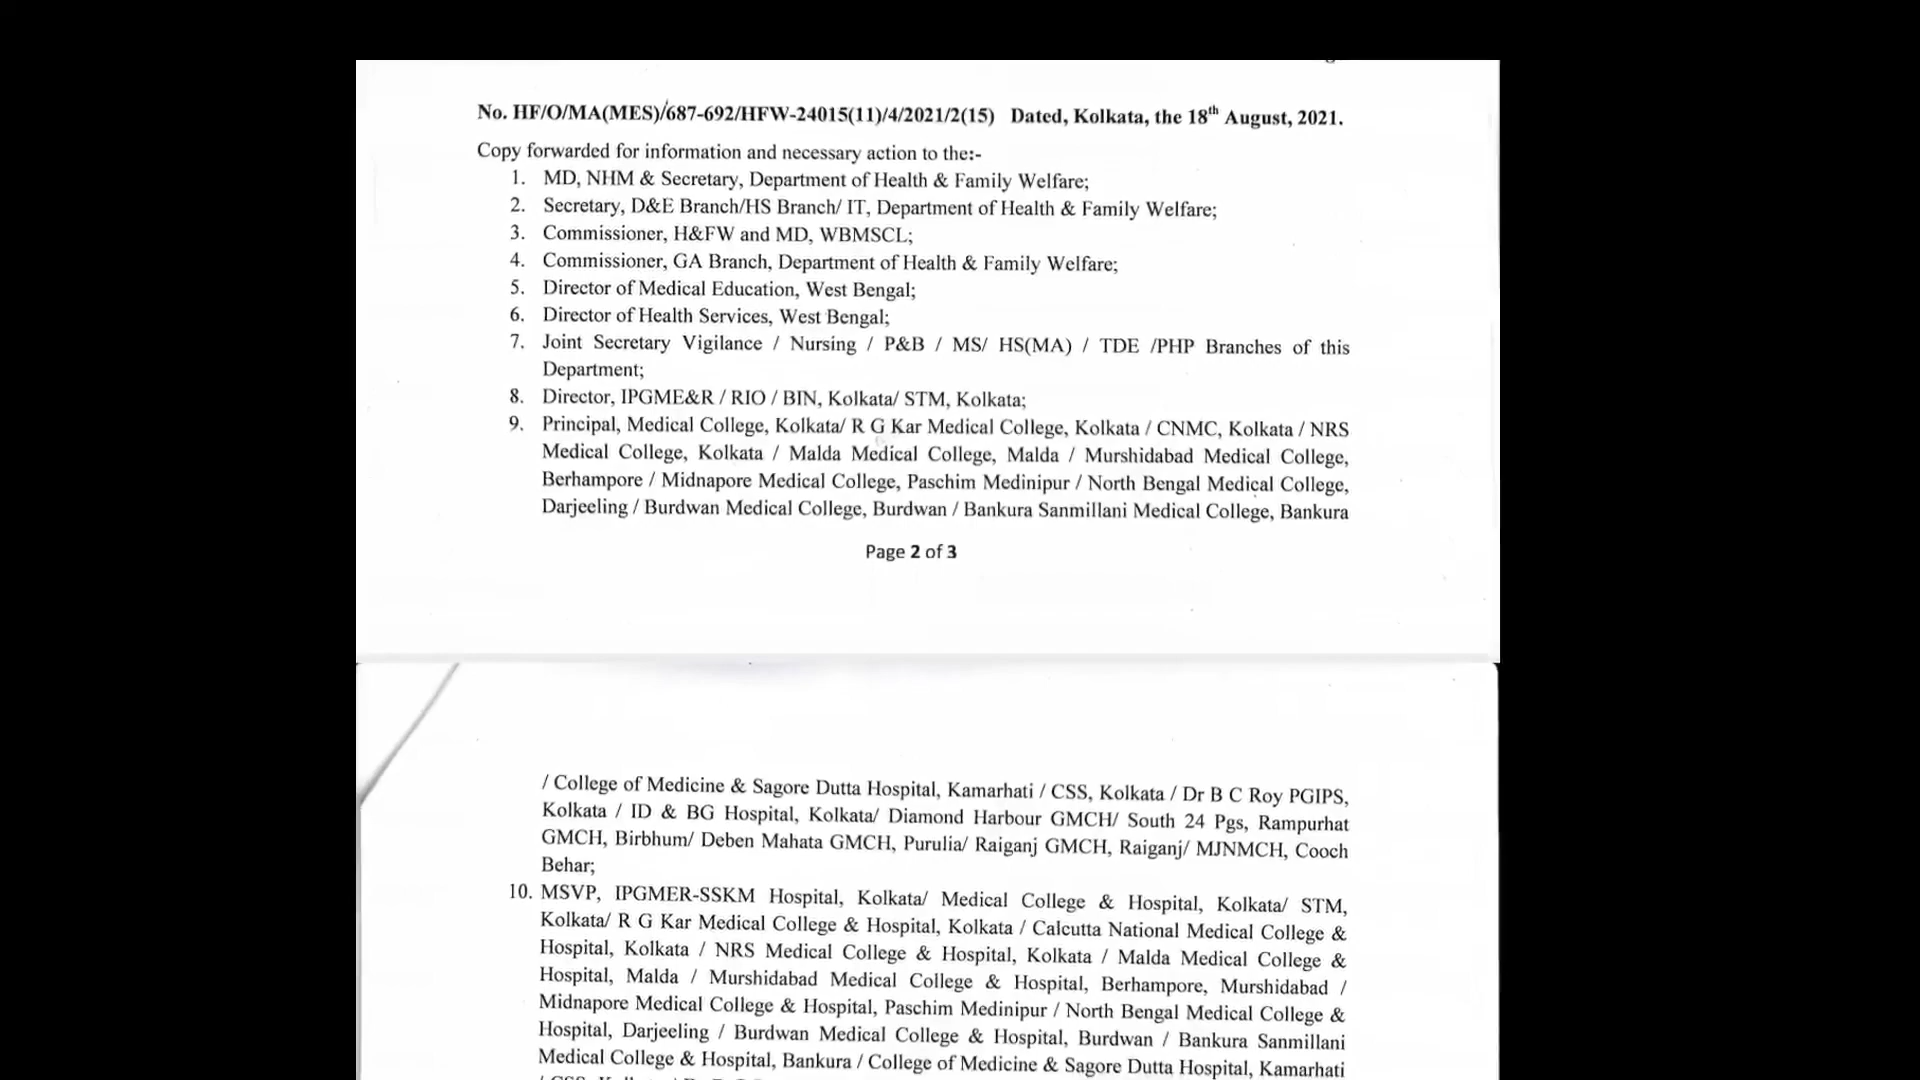 No. HF/O/MA(MES)/687-692/HFW-24015(11)/4/2021/2(15) Dated, Kolkata, the 18th August, 2021.
Copy forwarded for information and necessary action to the:-
1. MD, NHM & Secretary, Department of Health & Family Welfare;
2. Secretary, D&E Branch/HS Branch/ IT, Department of Health & Family Welfare;
3. Commissioner, H&FW and MD, WBMSCL;
4. Commissioner, GA Branch, Department of Health & Family Welfare;
5. Director of Medical Education, West Bengal;
6. Director of Health Services, West Bengal;
7. Joint Secretary Vigilance / Nursing / P&B / MS/ HS(MA) / TDE /PHP Branches of this
Department;
8. Director, IPGME&R / RIO / BIN, Kolkata/ STM, Kolkata;
9. Principal, Medical College, Kolkata/ R G Kar Medical College, Kolkata / CNMC, Kolkata / NRS
Medical College, Kolkata / Malda Medical College, Malda / Murshidabad Medical College,
Berhampore / Midnapore Medical College, Paschim Medinipur / North Bengal Medical College,
Darjeeling / Burdwan Medical College, Burdwan / Bankura Sanmillani Medical College, Bankura
Page 2 of 3
/ College of Medicine & Sagore Dutta Hospital, Kamarhati / CSS, Kolkata / Dr B C Roy PGIPS,
Kolkata / ID & BG Hospital, Kolkata/ Diamond Harbour GMCH/ South 24 Pgs, Rampurhat
GMCH, Birbhum/ Deben Mahata GMCH, Purulia/ Raiganj GMCH, Raiganj/ MJNMCH, Cooch
Behar;
10. MSVP, IPGMER-SSKM Hospital, Kolkata/ Medical College & Hospital, Kolkata/ STM,
Kolkata/ R G Kar Medical College & Hospital, Kolkata / Calcutta National Medical College &
Hospital, Kolkata / NRS Medical College & Hospital, Kolkata / Malda Medical College &
Hospital, Malda / Murshidabad Medical College & Hospital, Berhampore, Murshidabad /
Midnapore Medical College & Hospital, Paschim Medinipur / North Bengal Medical College &
Hospital, Darjeeling / Burdwan Medical College & Hospital, Burdwan / Bankura Sanmillani
Medical College & Hospital, Bankura / College of Medicine & Sagore Dutta Hospital, Kamarhati